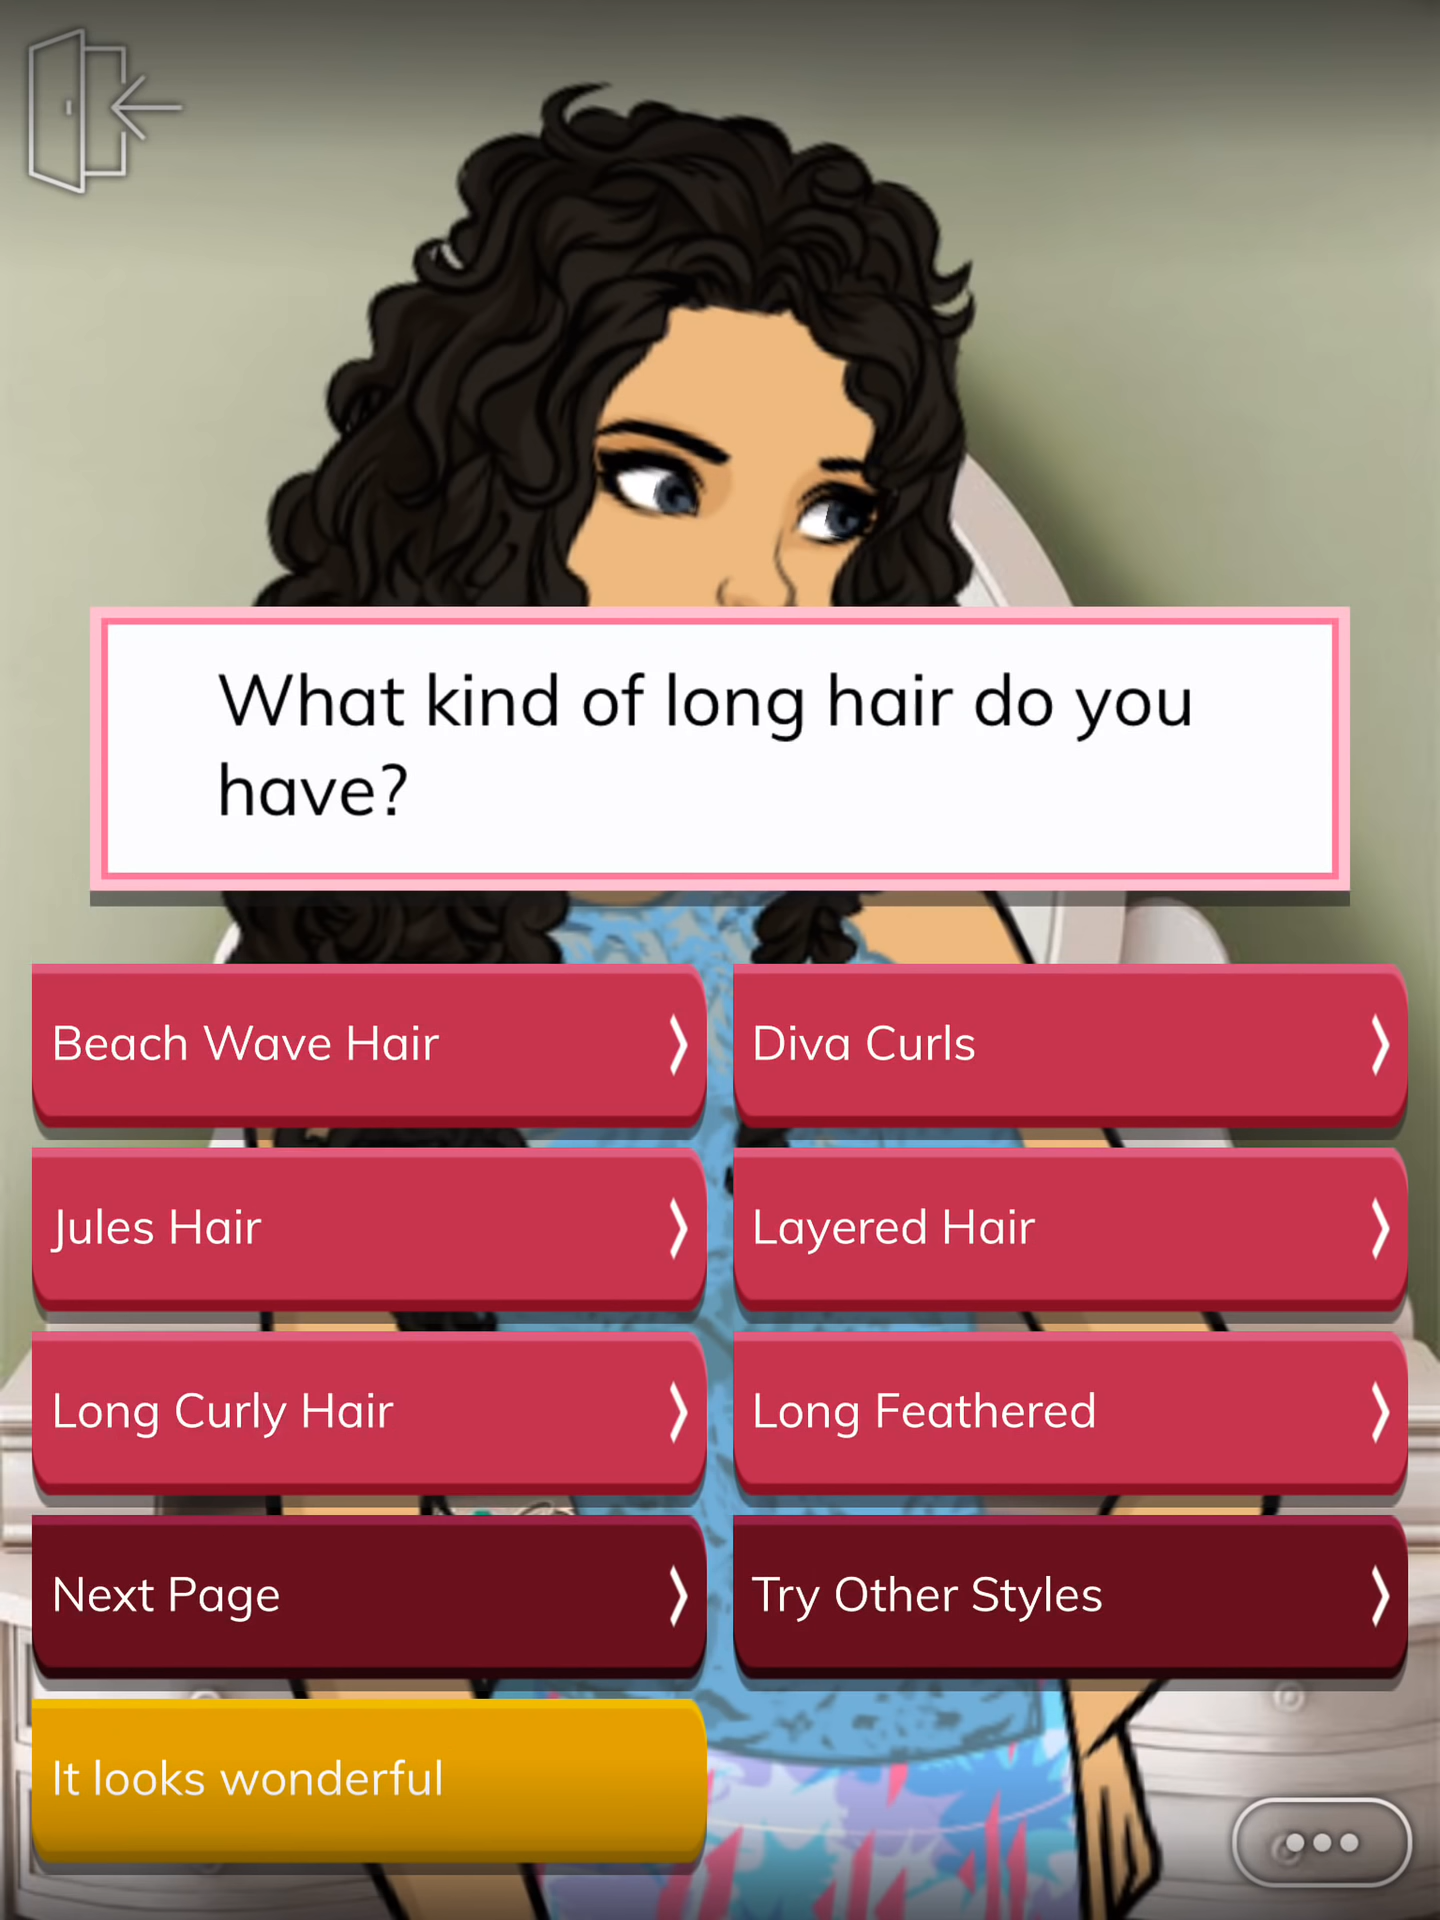 What kind of long hair do you
have?
Beach Wave Hair
Diva Curls
Jules Hair
Layered Hair
Long Curly Hair
Long Feathered
Next Page
Try Other Styles
It looks wonderful